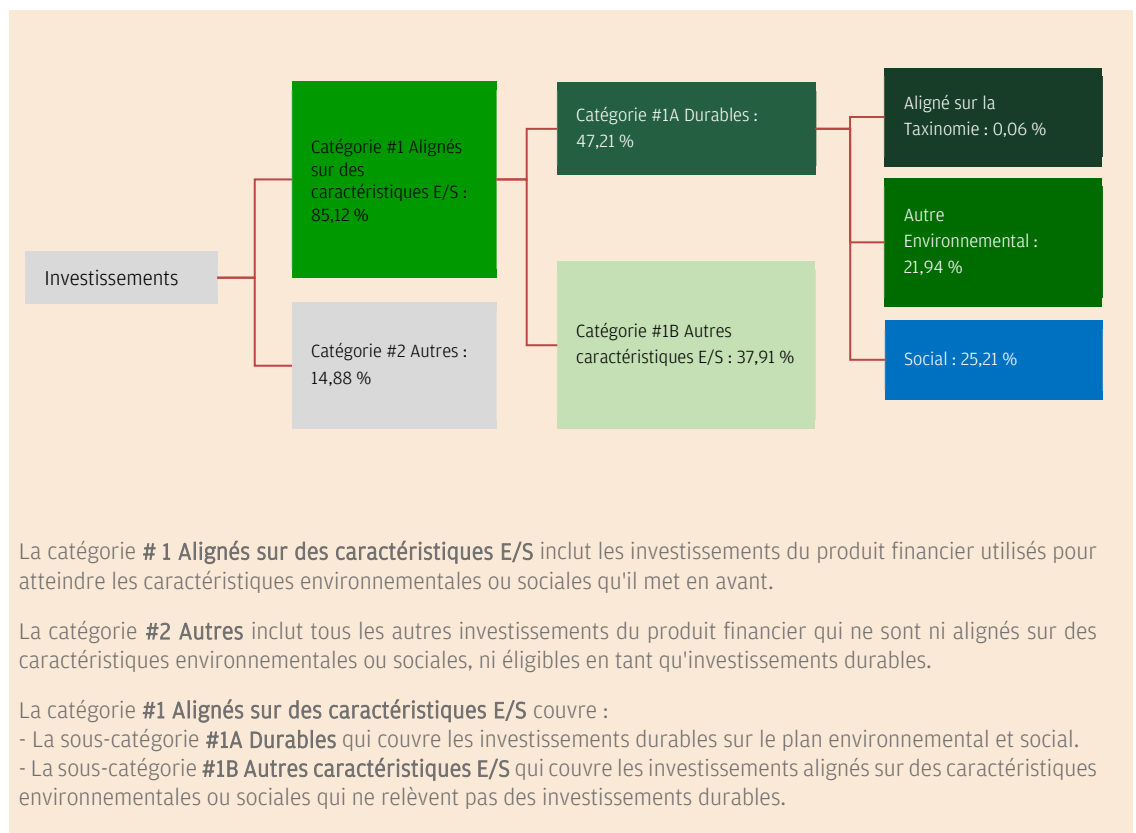 Investissements
Catégorie #1 Alignés
sur des
caractéristiques E/S :
85,12 %
Catégorie #2 Autres :
14,88 %
Catégorie #1A Durables :
47,21 %
Catégorie #1B Autres
caractéristiques E/S : 37,91 %
Aligné sur la
Taxinomie : 0,06 %
Autre
Environnemental :
21,94 %
Social : 25,21 %
La catégorie # 1 Alignés sur des caractéristiques E/S inclut les investissements du produit financier utilisés pour
atteindre les caractéristiques environnementales ou sociales qu'il met en avant.
La catégorie #2 Autres inclut tous les autres investissements du produit financier qui ne sont ni alignés sur des
caractéristiques environnementales ou sociales, ni éligibles en tant qu'investissements durables.
La catégorie #1 Alignés sur des caractéristiques E/S couvre :
- La sous-catégorie #1A Durables qui couvre les investissements durables sur le plan environnemental et social.
- La sous-catégorie #1B Autres caractéristiques E/S qui couvre les investissements alignés sur des caractéristiques
environnementales ou sociales qui ne relèvent pas des investissements durables.